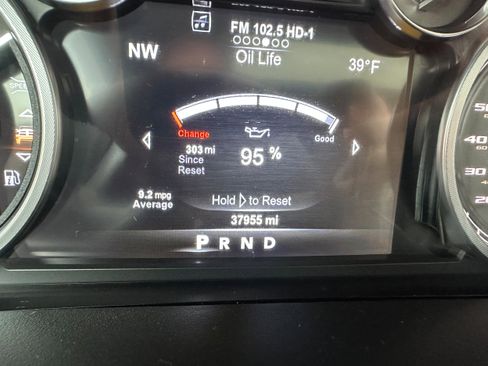 FM 102.5 HD-1
NW
Oil Life
39°F
Change
Good
303 mi
Since
Reset
95 %
9.2 mpg
Average
Hold ▷ to Reset
37955 mi
PRND